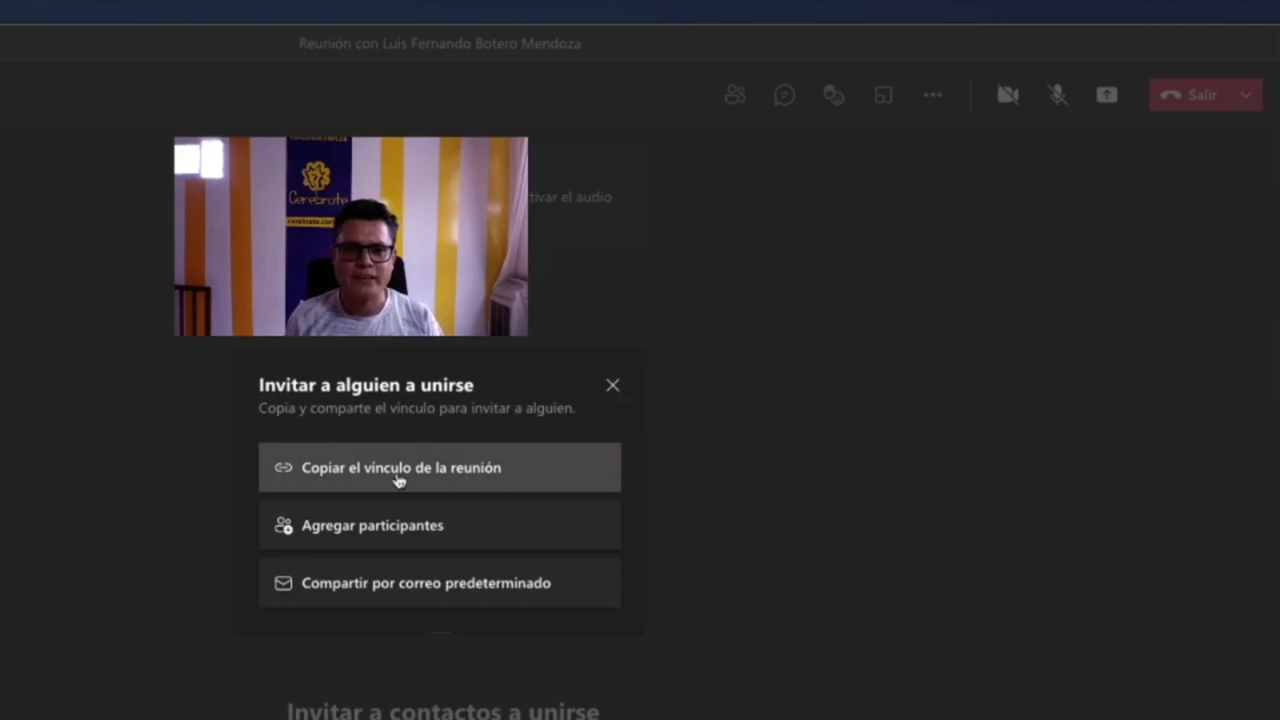 Reunión con Luis Fernando Botero Mendoza
Salir
Cerebrate
tivar el audio
Invitar a alguien a unirse
Copia y comparte el vínculo para invitar a alguien.
Copiar el vínculo de la reunión
Agregar participantes
Compartir por correo predeterminado
Invitar a contactos a unirse